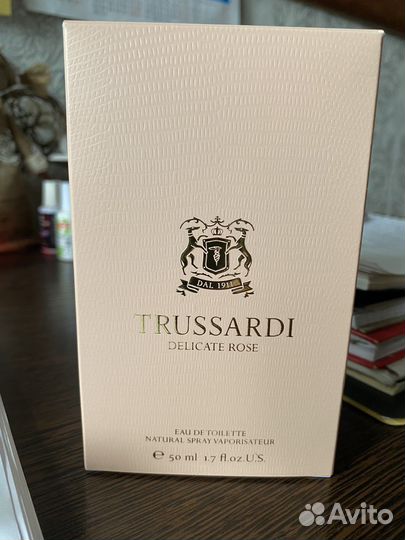 DAL 1911
TRUSSARDI
DELICATE ROSE
EAU DE TOILETTE
NATURAL SPRAY VAPORISATEUR
℮ 50 ml 1.7 fl.oz.U.S.
Avito